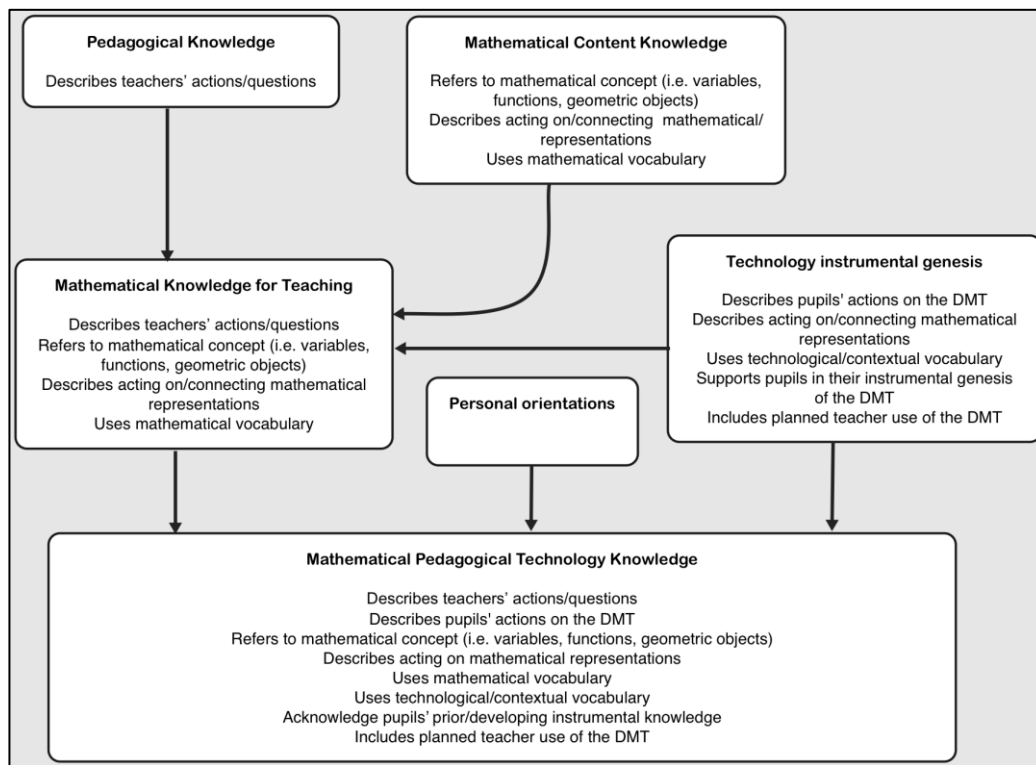 Pedagogical Knowledge
Describes teachers' actions/questions
Mathematical Content Knowledge
Refers to mathematical concept (i.e. variables,
functions, geometric objects)
Describes acting on/connecting mathematical/
representations
Uses mathematical vocabulary
Mathematical Knowledge for Teaching
Describes teachers' actions/questions
Refers to mathematical concept (i.e. variables,
functions, geometric objects)
Describes acting on/connecting mathematical
representations
Uses mathematical vocabulary
Technology instrumental genesis
Describes pupils' actions on the DMT
Describes acting on/connecting mathematical
representations
Uses technological/contextual vocabulary
Supports pupils in their instrumental genesis
of the DMT
Includes planned teacher use of the DMT
Personal orientations
Mathematical Pedagogical Technology Knowledge
Describes teachers' actions/questions
Describes pupils' actions on the DMT
Refers to mathematical concept (i.e. variables, functions, geometric objects)
Describes acting on mathematical representations
Uses mathematical vocabulary
Uses technological/contextual vocabulary
Acknowledge pupils' prior/developing instrumental knowledge
Includes planned teacher use of the DMT